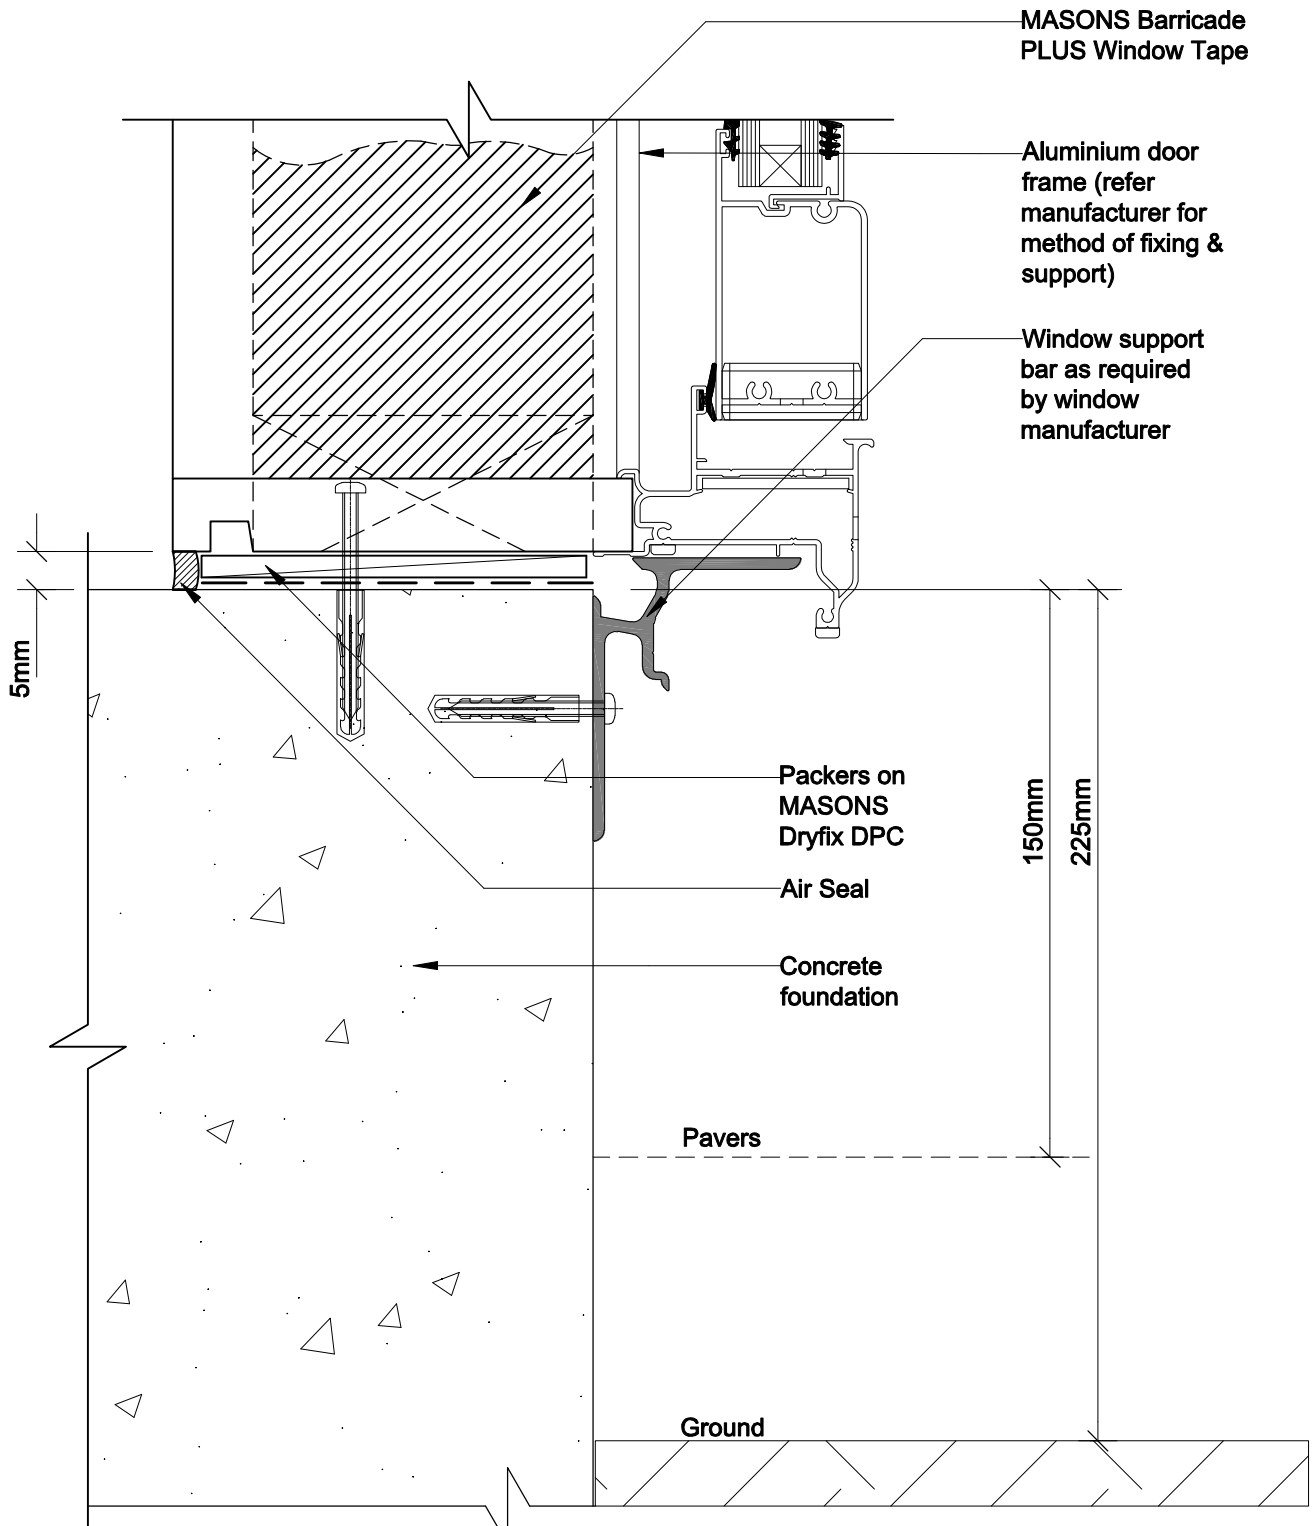 MASONS Barricade
PLUS Window Tape
Aluminium door
frame (refer
manufacturer for
method of fixing &
support)
Window support
bar as required
by window
manufacturer
5mm
Packers on
MASONS
Dryfix DPC
150mm
225mm
Air Seal
Concrete
foundation
Pavers
Ground